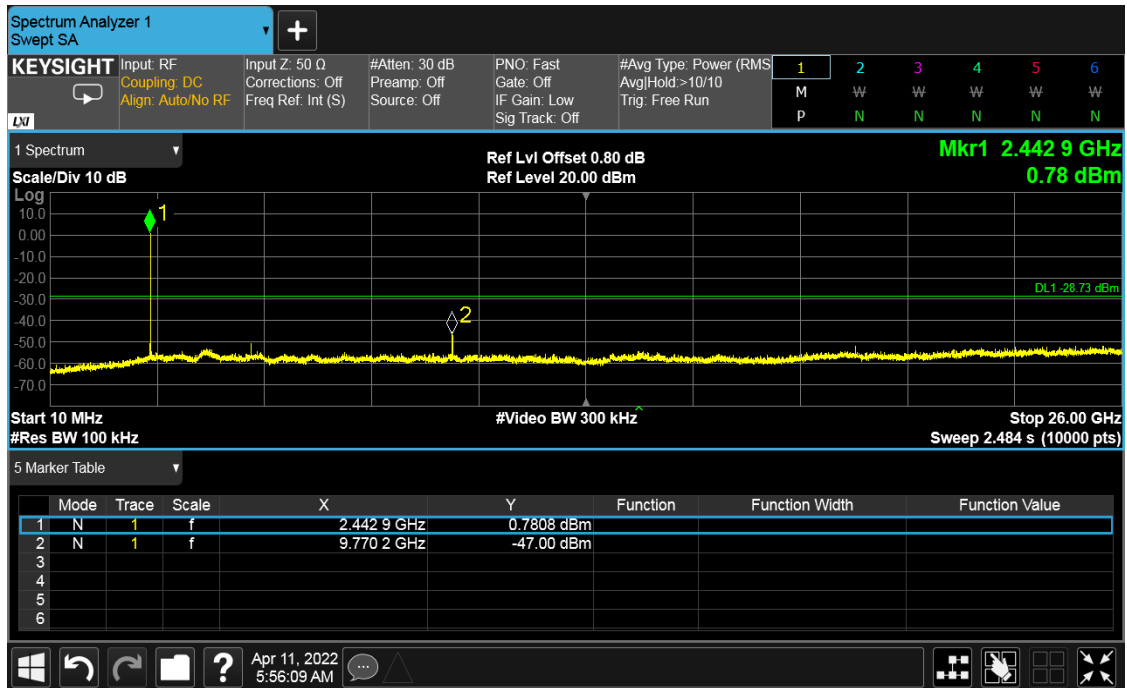 Spectrum Analyzer 1
Swept SA
+
KEYSIGHT
LXI
Input: RF
Coupling: DC
Align: Auto/No RF
Input Z: 50 Ω
Corrections: Off
Freq Ref: Int (S)
#Atten: 30 dB
Preamp: Off
Source: Off
PNO: Fast
Gate: Off
IF Gain: Low
Sig Track: Off
#Avg Type: Power (RMS
Avg|Hold:>10/10
Trig: Free Run
1 2 3 4 5 6
M W W W W W
P N N N N N
1 Spectrum
Scale/Div 10 dB
Ref Lvl Offset 0.80 dB
Ref Level 20.00 dBm
Mkr1 2.442 9 GHz
0.78 dBm
Log
10.0
0.00
-10.0
-20.0
-30.0
-40.0
-50.0
-60.0
-70.0
1
2
DL1 -28.73 dBm
Start 10 MHz
#Res BW 100 kHz
#Video BW 300 kHz
Stop 26.00 GHz
Sweep 2.484 s (10000 pts)
5 Marker Table
Mode Trace Scale X Y Function Function Width Function Value
1 N 1 f 2.442 9 GHz 0.7808 dBm
2 N 1 f 9.770 2 GHz -47.00 dBm
3
4
5
6
?
Apr 11, 2022
5:56:09 AM